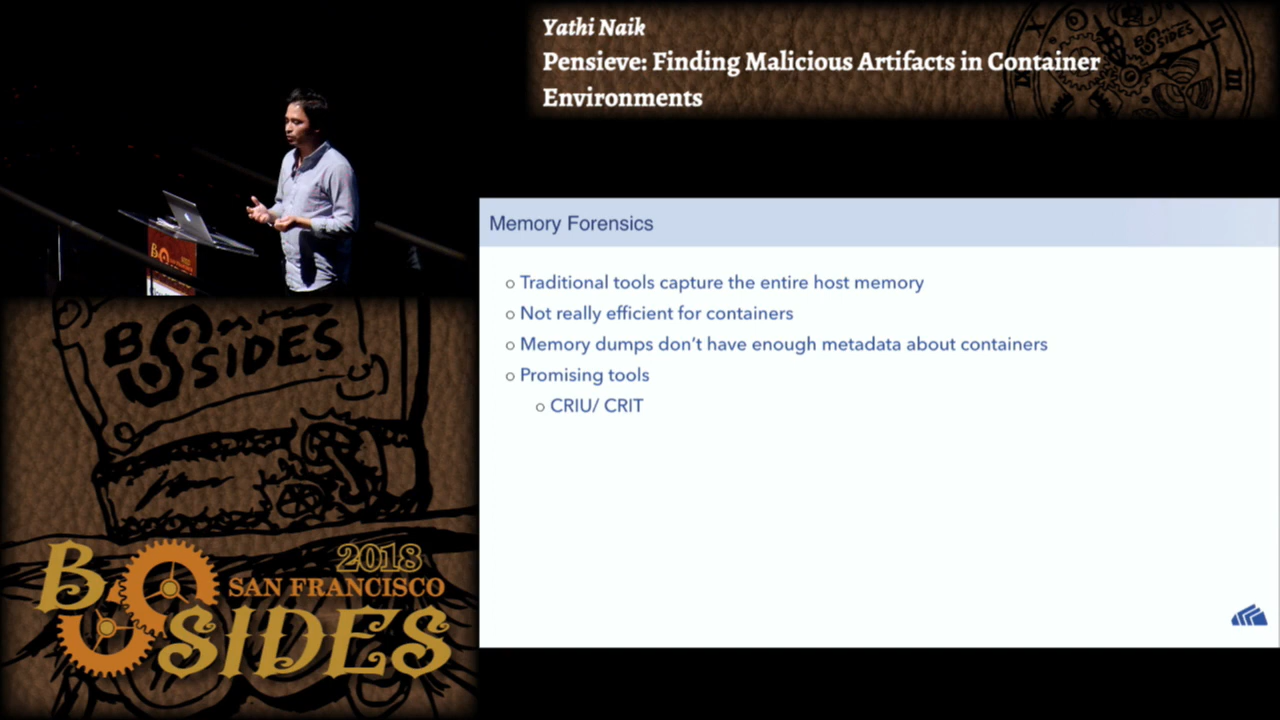 Yathi Naik
Pensieve: Finding Malicious Artifacts in Container
Environments
Memory Forensics
Traditional tools capture the entire host memory
Not really efficient for containers
Memory dumps don't have enough metadata about containers
Promising tools
CRIU/ CRIT
BSIDES
BSIDES
2018
SAN FRANCISCO
BSIDES